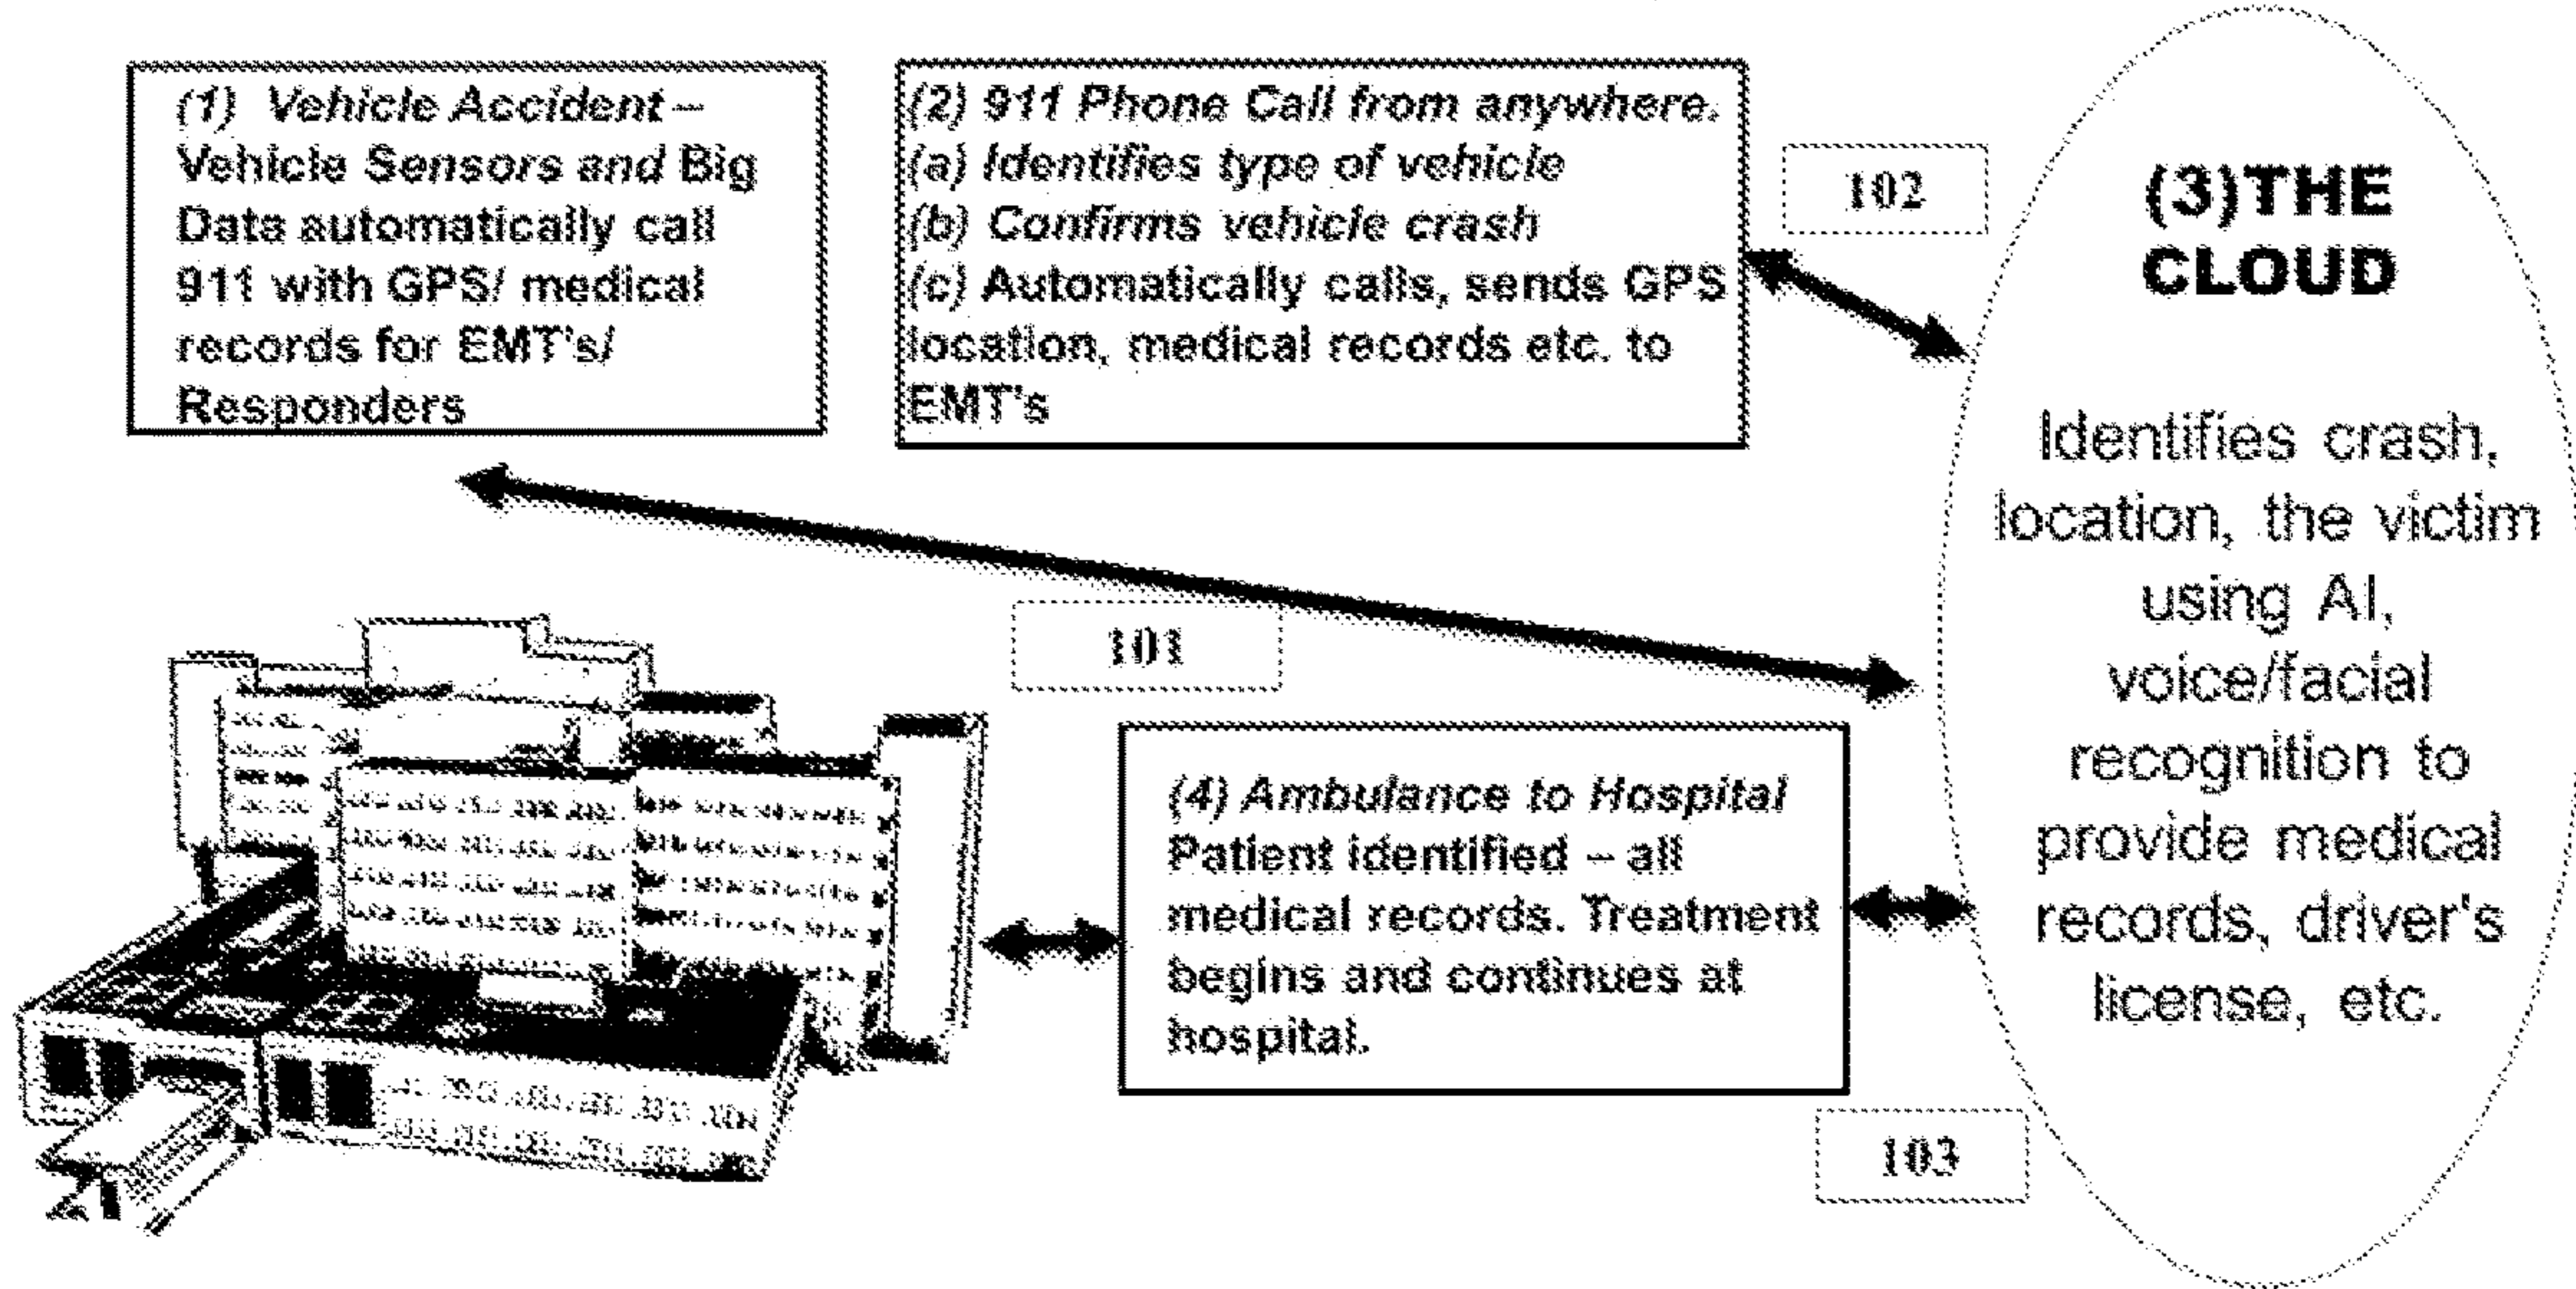 (1) Vehicle Accident –
Vehicle Sensors and Big
Data automatically call
911 with GPS/ medical
records for EMT's/
Responders
(2) 911 Phone Call from anywhere.
(a) Identifies type of vehicle
(b) Confirms vehicle crash
(c) Automatically calls, sends GPS
location, medical records etc. to
EMT's
102
(3)THE
CLOUD
Identifies crash,
location, the victim
using AI,
voice/facial
recognition to
provide medical
records, driver's
license, etc.
101
(4) Ambulance to Hospital
Patient identified – all
medical records. Treatment
begins and continues at
hospital.
103